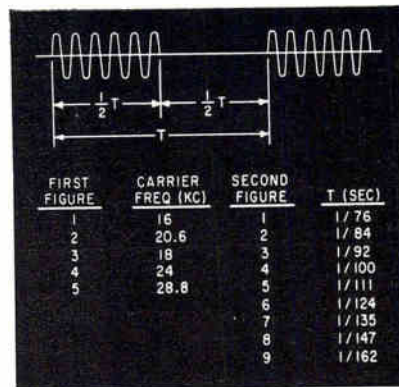 ½ T
½ T
T
FIRST FIGURE CARRIER FREQ (KC) SECOND FIGURE T (SEC)
1 16 1 1/76
2 20.6 2 1/84
3 18 3 1/92
4 24 4 1/100
5 28.8 5 1/111
6 1/124
7 1/135
8 1/147
9 1/162